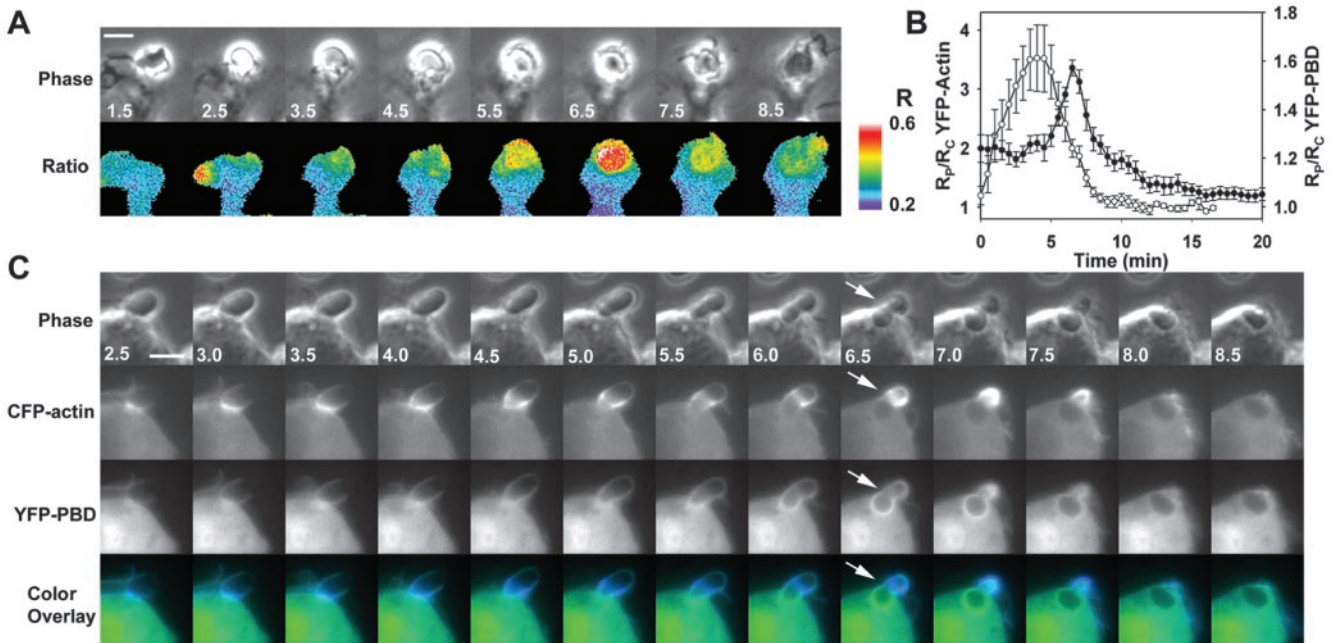 A
Phase
1.5 2.5 3.5 4.5 5.5 6.5 7.5 8.5
Ratio
R
0.6
0.2
B
R_P/R_C YFP-Actin
4
3
2
1
1.8
1.6
1.4
1.2
1.0
R_P/R_C YFP-PBD
0 5 10 15 20
Time (min)
C
Phase
2.5 3.0 3.5 4.0 4.5 5.0 5.5 6.0 6.5 7.0 7.5 8.0 8.5
CFP-actin
YFP-PBD
Color
Overlay